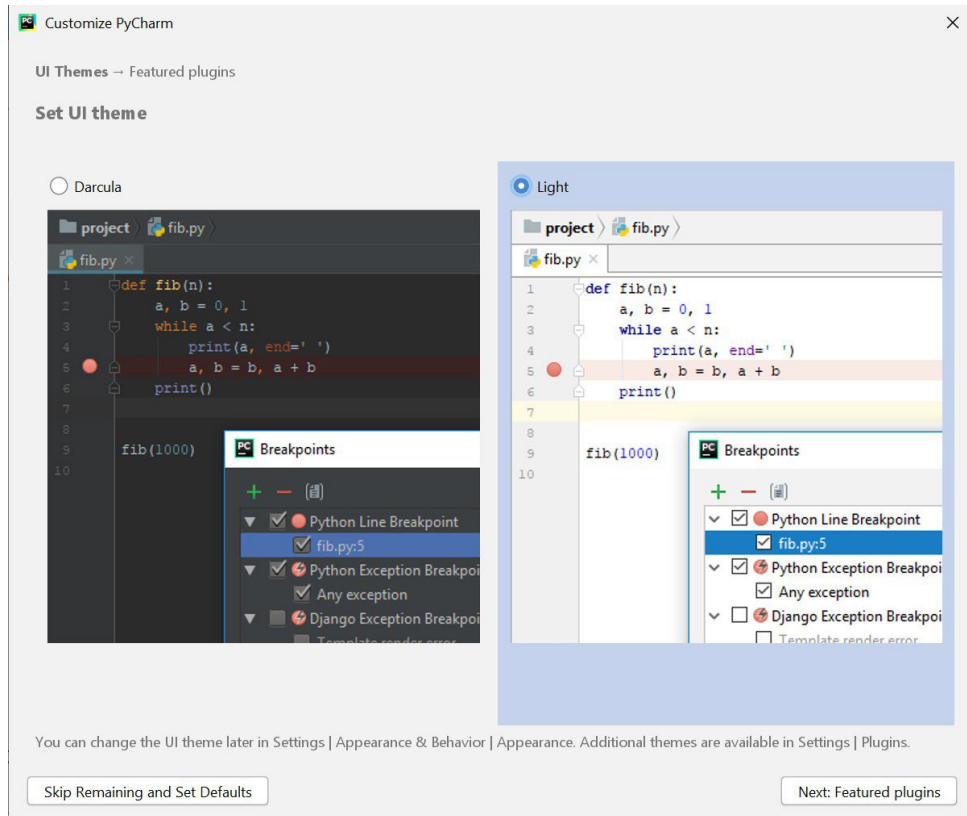 Customize PyCharm
UI Themes → Featured plugins
Set UI theme
Darcula
project fib.py
fib.py
1 def fib(n):
2 a, b = 0, 1
3 while a < n:
4 print(a, end=' ')
5 a, b = b, a + b
6 print()
7
8
9 fib(1000)
10
PC Breakpoints
Python Line Breakpoint
fib.py:5
Python Exception Breakpoi
Any exception
Django Exception Breakpoi
Template render error
Light
project fib.py
fib.py
1 def fib(n):
2 a, b = 0, 1
3 while a < n:
4 print(a, end=' ')
5 a, b = b, a + b
6 print()
7
8
9 fib(1000)
10
PC Breakpoints
Python Line Breakpoint
fib.py:5
Python Exception Breakpoi
Any exception
Django Exception Breakpoi
Template render error
You can change the UI theme later in Settings | Appearance & Behavior | Appearance. Additional themes are available in Settings | Plugins.
Skip Remaining and Set Defaults
Next: Featured plugins